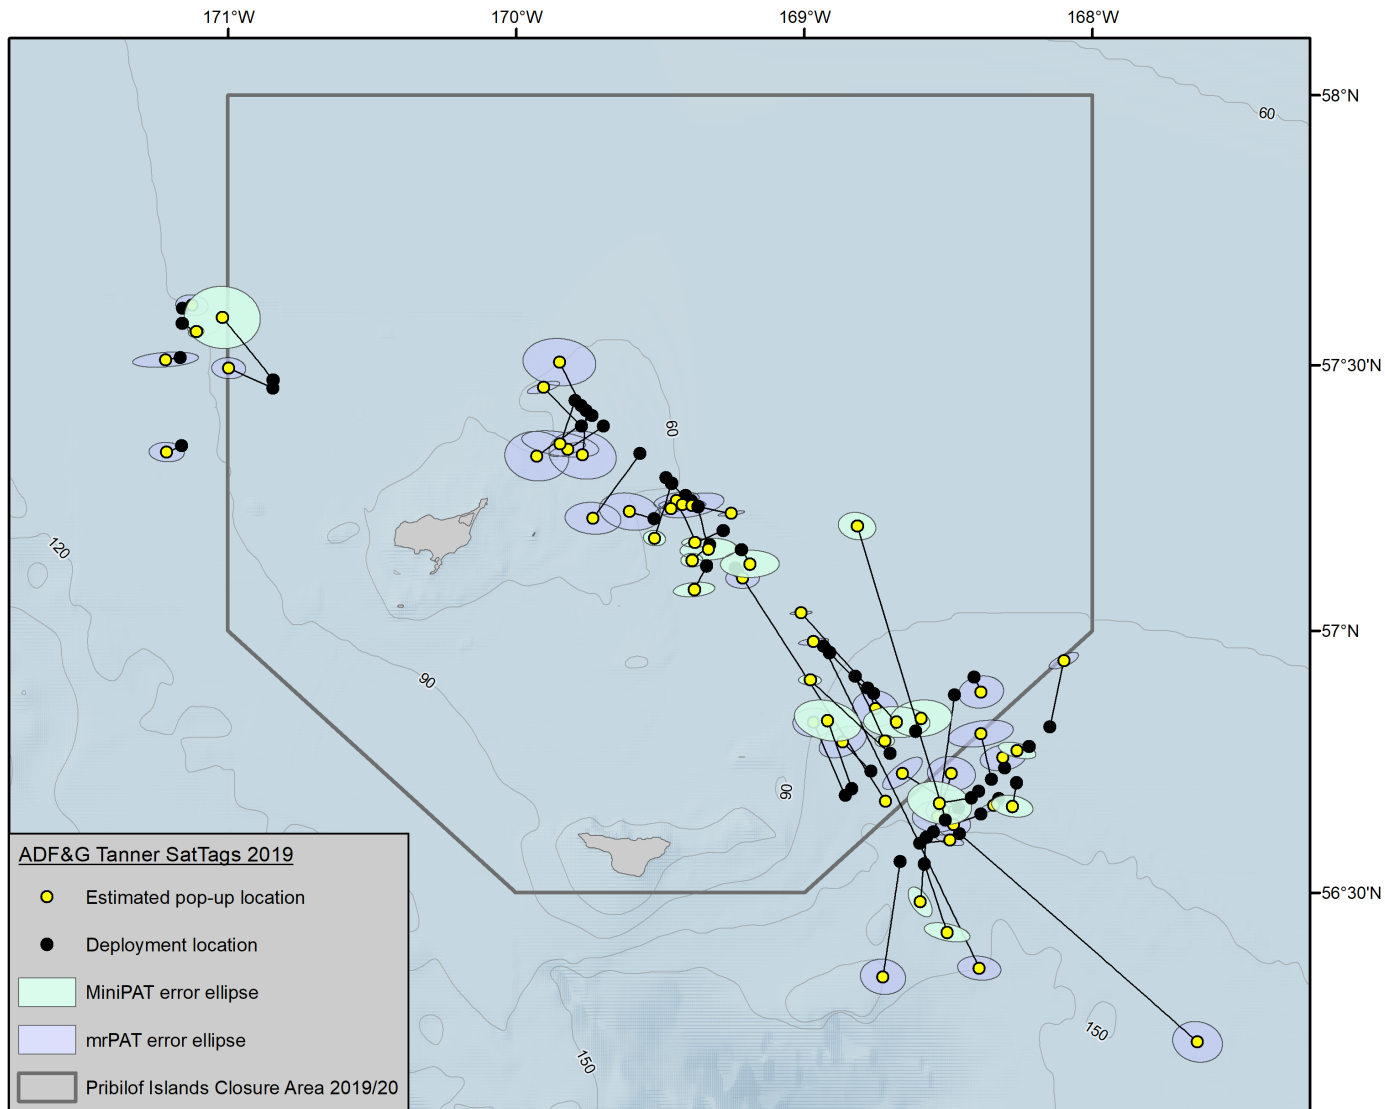 171°W 170°W 169°W 168°W
58°N
60
57°30'N
60
120
57°N
90
90
56°30'N
150
150
ADF&G Tanner SatTags 2019
Estimated pop-up location
Deployment location
MiniPAT error ellipse
mrPAT error ellipse
Pribilof Islands Closure Area 2019/20